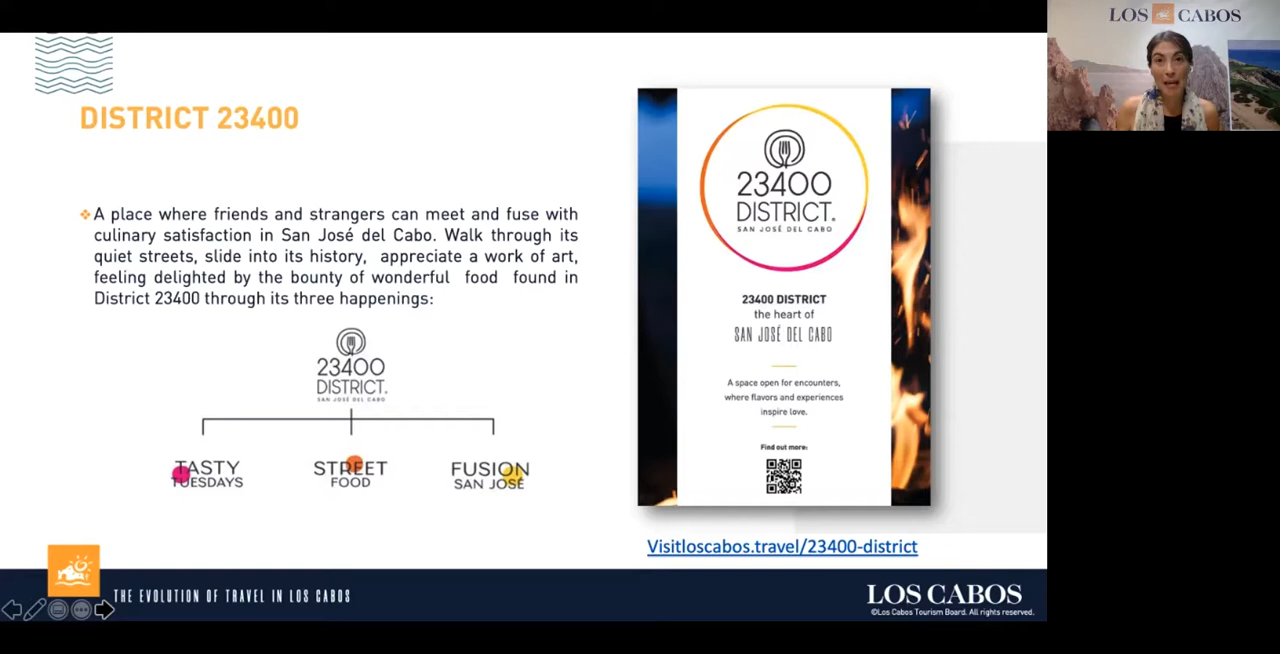 LOS CABOS
DISTRICT 23400
A place where friends and strangers can meet and fuse with
culinary satisfaction in San José del Cabo. Walk through its
quiet streets, slide into its history, appreciate a work of art,
feeling delighted by the bounty of wonderful food found in
District 23400 through its three happenings:
23400
DISTRICT.
SAN JOSÉ DEL CABO
TASTY
TUESDAYS
STREET
FOOD
FUSION
SAN JOSÉ
23400
DISTRICT.
SAN JOSÉ DEL CABO
23400 DISTRICT
the heart of
SAN JOSÉ DEL CABO
A space open for encounters,
where flavors and experiences
inspire love.
Find out more:
Visitloscabos.travel/23400-district
THE EVOLUTION OF TRAVEL IN LOS CABOS
LOS CABOS
©Los Cabos Tourism Board. All rights reserved.